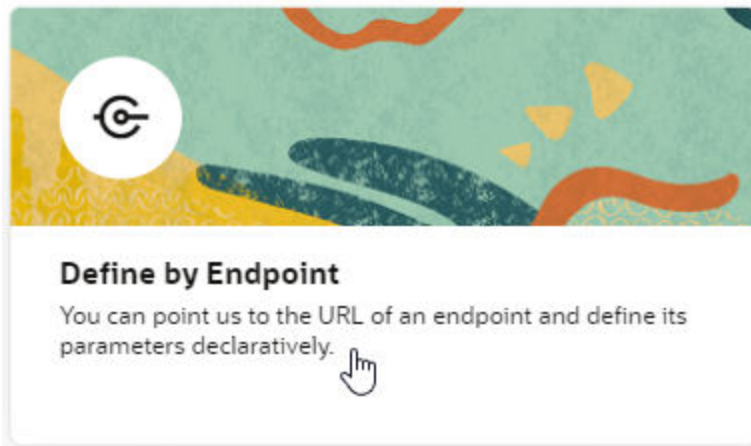 Define by Endpoint
You can point us to the URL of an endpoint and define its
parameters declaratively.